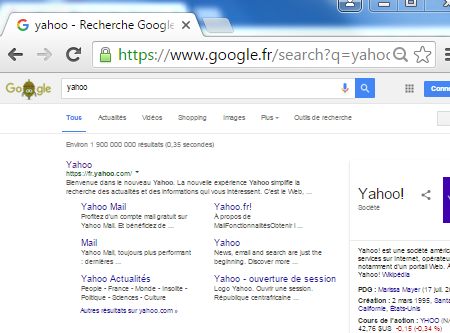 yahoo - Recherche Google
https://www.google.fr/search?q=yahoo
Google
yahoo
Conne
Tous Actualités Vidéos Shopping Images Plus Outils de recherche
Environ 1 900 000 000 résultats (0,35 secondes)
Yahoo
https://fr.yahoo.com/
Bienvenue dans le nouveau Yahoo. La nouvelle expérience Yahoo simplifie la
recherche des actualités et des informations qui vous intéressent. C'est le Web, ...
Yahoo Mail
Profitez d'un compte mail gratuit sur
Yahoo Mail. Et bénéficiez de ...
Yahoo.fr!
A propos de
MailFonctionnalitésObtenir l ...
Mail
Yahoo Mail, toujours plus performant
: dernières ...
Yahoo
News, email and search are just the
beginning. Discover more ...
Yahoo Actualités
People - France - Monde - Insolite -
Politique - Sciences - Culture
Yahoo - ouverture de session
Logo Yahoo. Ouvrir une session.
République centrafricaine ...
Autres résultats sur yahoo.com »
Yahoo!
Société
Yahoo! est une société améric
services sur Internet, opérateu
notamment d'un portail Web. À
Yahoo! Wikipédia
PDG : Marissa Mayer (17 juil. 2
Création : 2 mars 1995, Santa
Californie, États-Unis
Cours de l'action : YHOO (NA
42,76 $US -0,15 (-0,34 %)